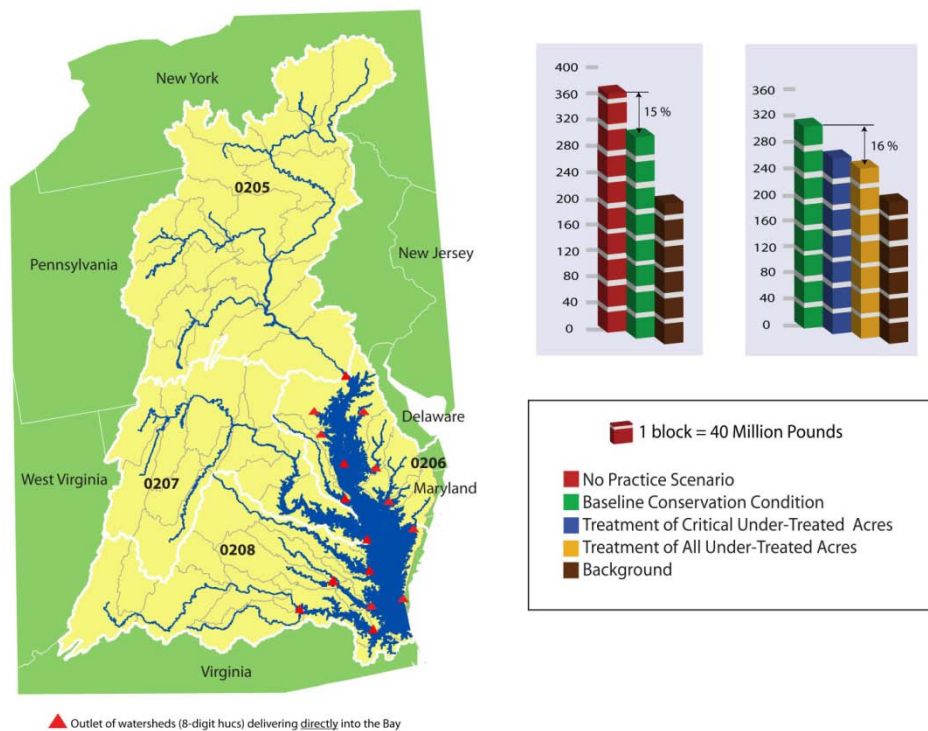 New York
0205
Pennsylvania
New Jersey
Delaware
West Virginia
0207
0206
Maryland
0208
Virginia
Outlet of watersheds (8-digit hucs) delivering directly into the Bay
400
360
320
280
240
200
160
120
80
40
0
15 %
360
320
280
240
200
160
120
80
40
0
16 %
1 block = 40 Million Pounds
No Practice Scenario
Baseline Conservation Condition
Treatment of Critical Under-Treated Acres
Treatment of All Under-Treated Acres
Background